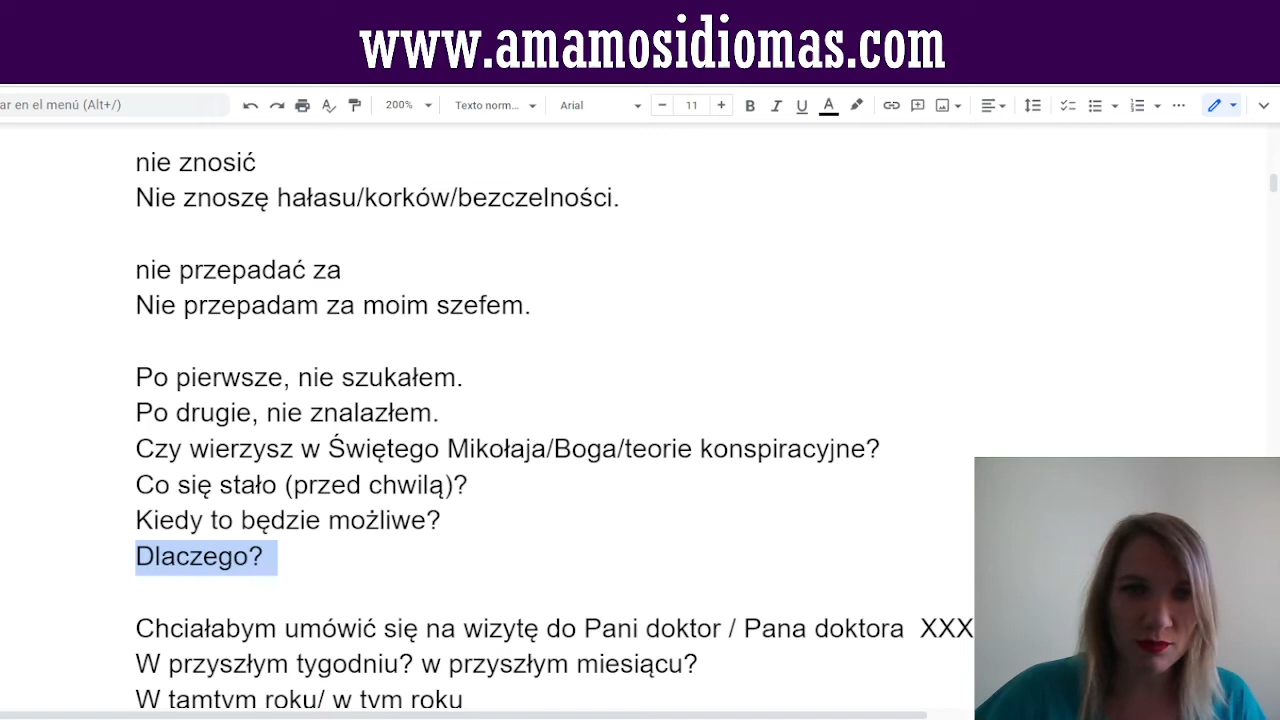 www.amamosidiomas.com
ar en el menú (Alt+/)
200%
Texto norm...
Arial
11
nie znosić
Nie znoszę hałasu/korków/bezczelności.
nie przepadać za
Nie przepadam za moim szefem.
Po pierwsze, nie szukałem.
Po drugie, nie znalazłem.
Czy wierzysz w Świętego Mikołaja/Boga/teorie konspiracyjne?
Co się stało (przed chwilą)?
Kiedy to będzie możliwe?
Dlaczego?
Chciałabym umówić się na wizytę do Pani doktor / Pana doktora XXX
W przyszłym tygodniu? w przyszłym miesiącu?
W tamtym roku/ w tym roku